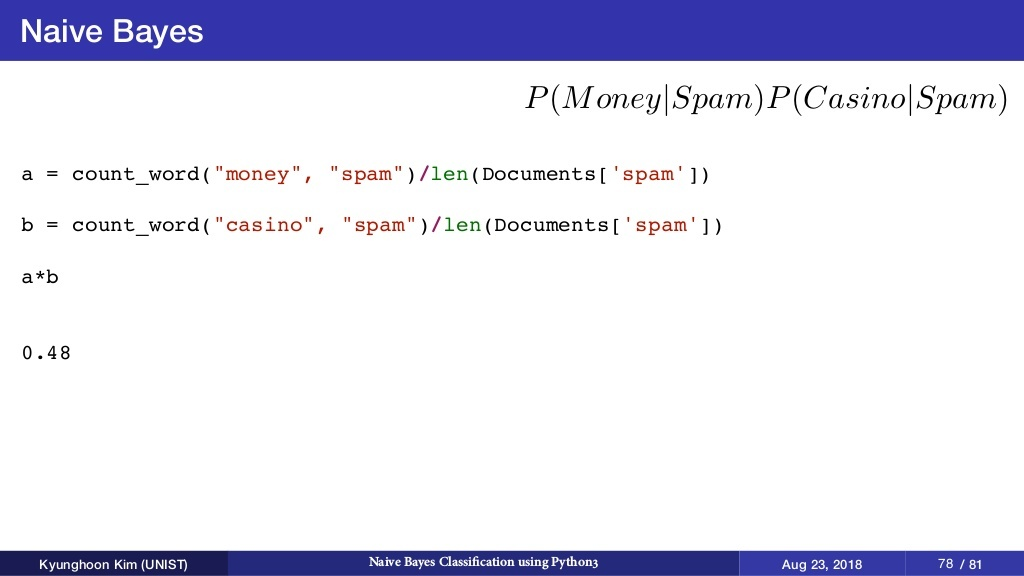 Naive Bayes
P(Money|Spam)P(Casino|Spam)
a = count_word("money", "spam")/len(Documents['spam'])
b = count_word("casino", "spam")/len(Documents['spam'])
a*b
0.48
Kyunghoon Kim (UNIST) Naive Bayes Classification using Python3 Aug 23, 2018 78 / 81